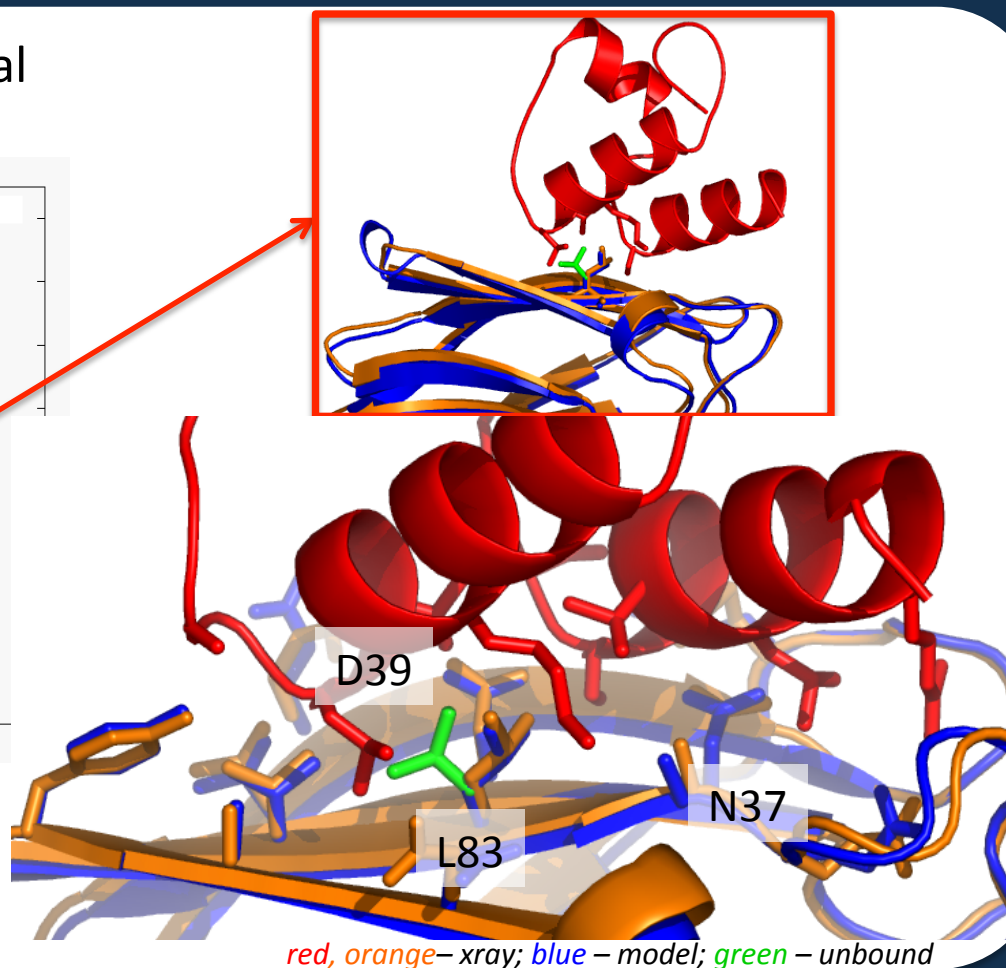 al
D39
N37
L83
red, orange– xray; blue – model; green – unbound